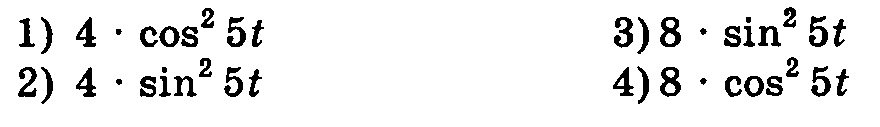 1) 4 · cos² 5t
2) 4 · sin² 5t
3) 8 · sin² 5t
4) 8 · cos² 5t